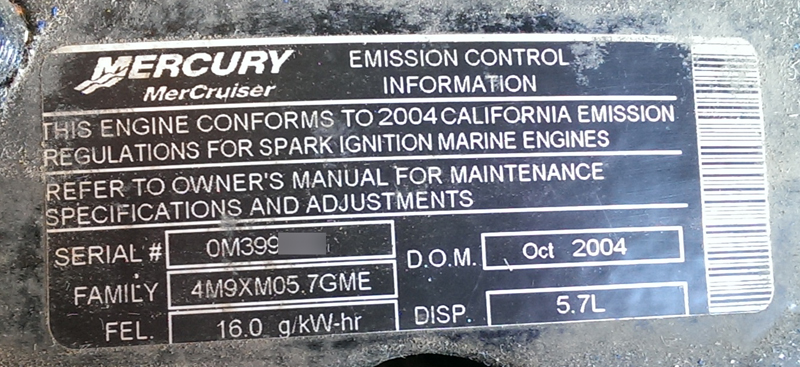 MERCURY
MerCruiser
EMISSION CONTROL
INFORMATION
THIS ENGINE CONFORMS TO 2004 CALIFORNIA EMISSION
REGULATIONS FOR SPARK IGNITION MARINE ENGINES
REFER TO OWNER'S MANUAL FOR MAINTENANCE
SPECIFICATIONS AND ADJUSTMENTS
SERIAL # 0M399
D.O.M. Oct 2004
FAMILY 4M9XM05.7GME
DISP. 5.7L
FEL. 16.0 g/kW-hr